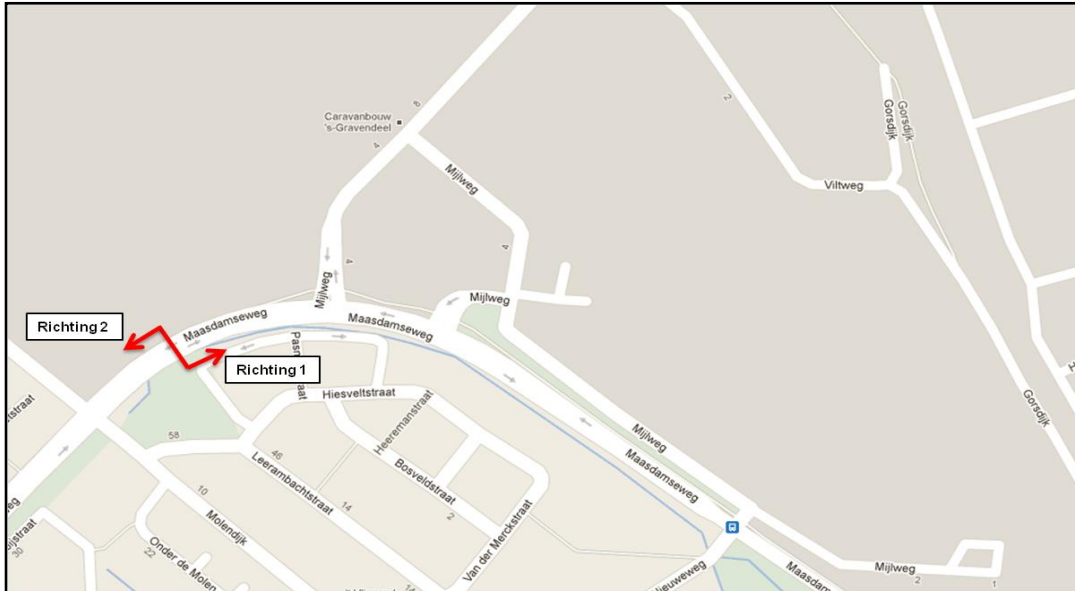 Caravanbouw
's-Gravendeel
6
4
2
Gorsdijk
Gorsdijk
Mijlweg
Viltweg
4
4
Mijlweg
Mijlweg
Richting 2
Maasdamseweg
Maasdamseweg
Richting 1
Hiesveltstraat
Gorsdijk
58
46
Heeremanstraat
Mijlweg
Leerambachtstraat
Bosveldstraat
Maasdamseweg
10
14
2
Molendijk
Van der Merckstraat
30
22
Onder de Molen
14
Mijlweg
2
1